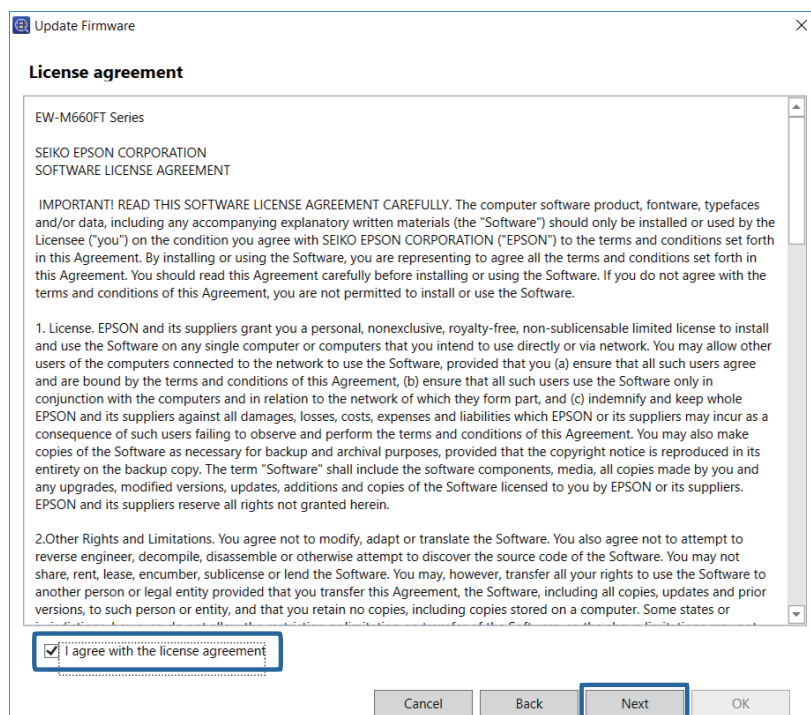 Update Firmware
License agreement
EW-M660FT Series
SEIKO EPSON CORPORATION
SOFTWARE LICENSE AGREEMENT
IMPORTANT! READ THIS SOFTWARE LICENSE AGREEMENT CAREFULLY. The computer software product, fontware, typefaces
and/or data, including any accompanying explanatory written materials (the "Software") should only be installed or used by the
Licensee ("you") on the condition you agree with SEIKO EPSON CORPORATION ("EPSON") to the terms and conditions set forth
in this Agreement. By installing or using the Software, you are representing to agree all the terms and conditions set forth in
this Agreement. You should read this Agreement carefully before installing or using the Software. If you do not agree with the
terms and conditions of this Agreement, you are not permitted to install or use the Software.
1. License. EPSON and its suppliers grant you a personal, nonexclusive, royalty-free, non-sublicensable limited license to install
and use the Software on any single computer or computers that you intend to use directly or via network. You may allow other
users of the computers connected to the network to use the Software, provided that you (a) ensure that all such users agree
and are bound by the terms and conditions of this Agreement, (b) ensure that all such users use the Software only in
conjunction with the computers and in relation to the network of which they form part, and (c) indemnify and keep whole
EPSON and its suppliers against all damages, losses, costs, expenses and liabilities which EPSON or its suppliers may incur as a
consequence of such users failing to observe and perform the terms and conditions of this Agreement. You may also make
copies of the Software as necessary for backup and archival purposes, provided that the copyright notice is reproduced in its
entirety on the backup copy. The term "Software" shall include the software components, media, all copies made by you and
any upgrades, modified versions, updates, additions and copies of the Software licensed to you by EPSON or its suppliers.
EPSON and its suppliers reserve all rights not granted herein.
2.Other Rights and Limitations. You agree not to modify, adapt or translate the Software. You also agree not to attempt to
reverse engineer, decompile, disassemble or otherwise attempt to discover the source code of the Software. You may not
share, rent, lease, encumber, sublicense or lend the Software. You may, however, transfer all your rights to use the Software to
another person or legal entity provided that you transfer this Agreement, the Software, including all copies, updates and prior
versions, to such person or entity, and that you retain no copies, including copies stored on a computer. Some states or
I agree with the license agreement
Cancel Back Next OK